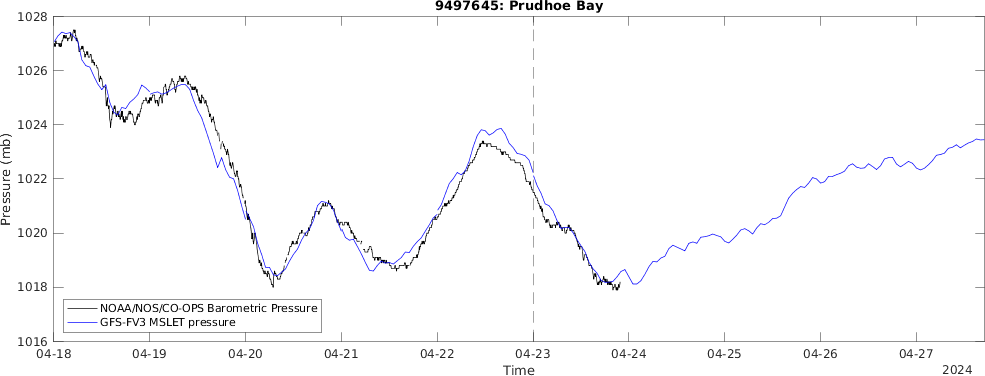 9497645: Prudhoe Bay
1028
1026
1024
1022
1020
1018
1016
Pressure (mb)
NOAA/NOS/CO-OPS Barometric Pressure
GFS-FV3 MSLET pressure
04-18 04-19 04-20 04-21 04-22 04-23 04-24 04-25 04-26 04-27
Time
2024